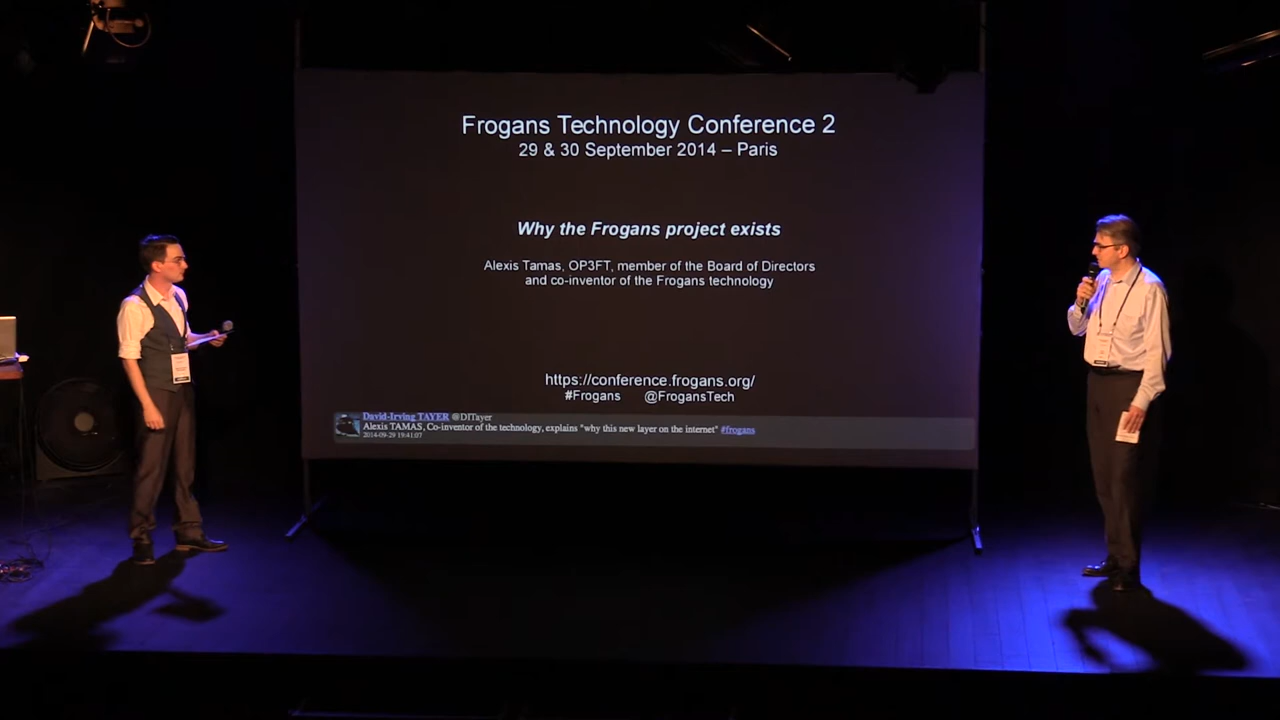 Frogans Technology Conference 2
29 & 30 September 2014 – Paris
Why the Frogans project exists
Alexis Tamas, OP3FT, member of the Board of Directors
and co-inventor of the Frogans technology
https://conference.frogans.org/
#Frogans @FrogansTech
David-Irving TAYER @DITayer
Alexis TAMAS, Co-inventor of the technology, explains "why this new layer on the internet" #frogans
2014-09-29 19:41:07